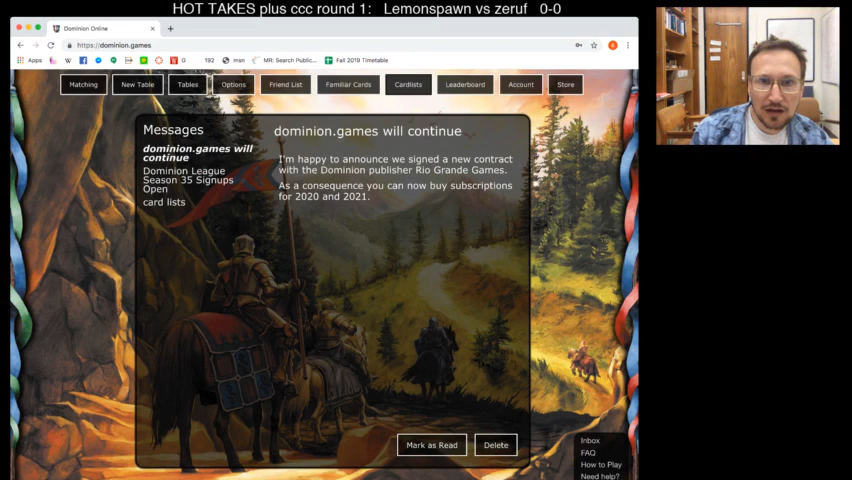 HOT TAKES plus ccc round 1: Lemonspawn vs zeruf 0-0
Dominion Online
https://dominion.games
Apps
G
192
msn
MR: Search Public...
Fall 2019 Timetable
Matching
New Table
Tables
Options
Friend List
Familiar Cards
Cardlists
Leaderboard
Account
Store
Messages
dominion.games will
continue
Dominion League
Season 35 Signups
Open
card lists
dominion.games will continue
I'm happy to announce we signed a new contract
with the Dominion publisher Rio Grande Games.
As a consequence you can now buy subscriptions
for 2020 and 2021.
Mark as Read
Delete
Inbox
FAQ
How to Play
Need help?